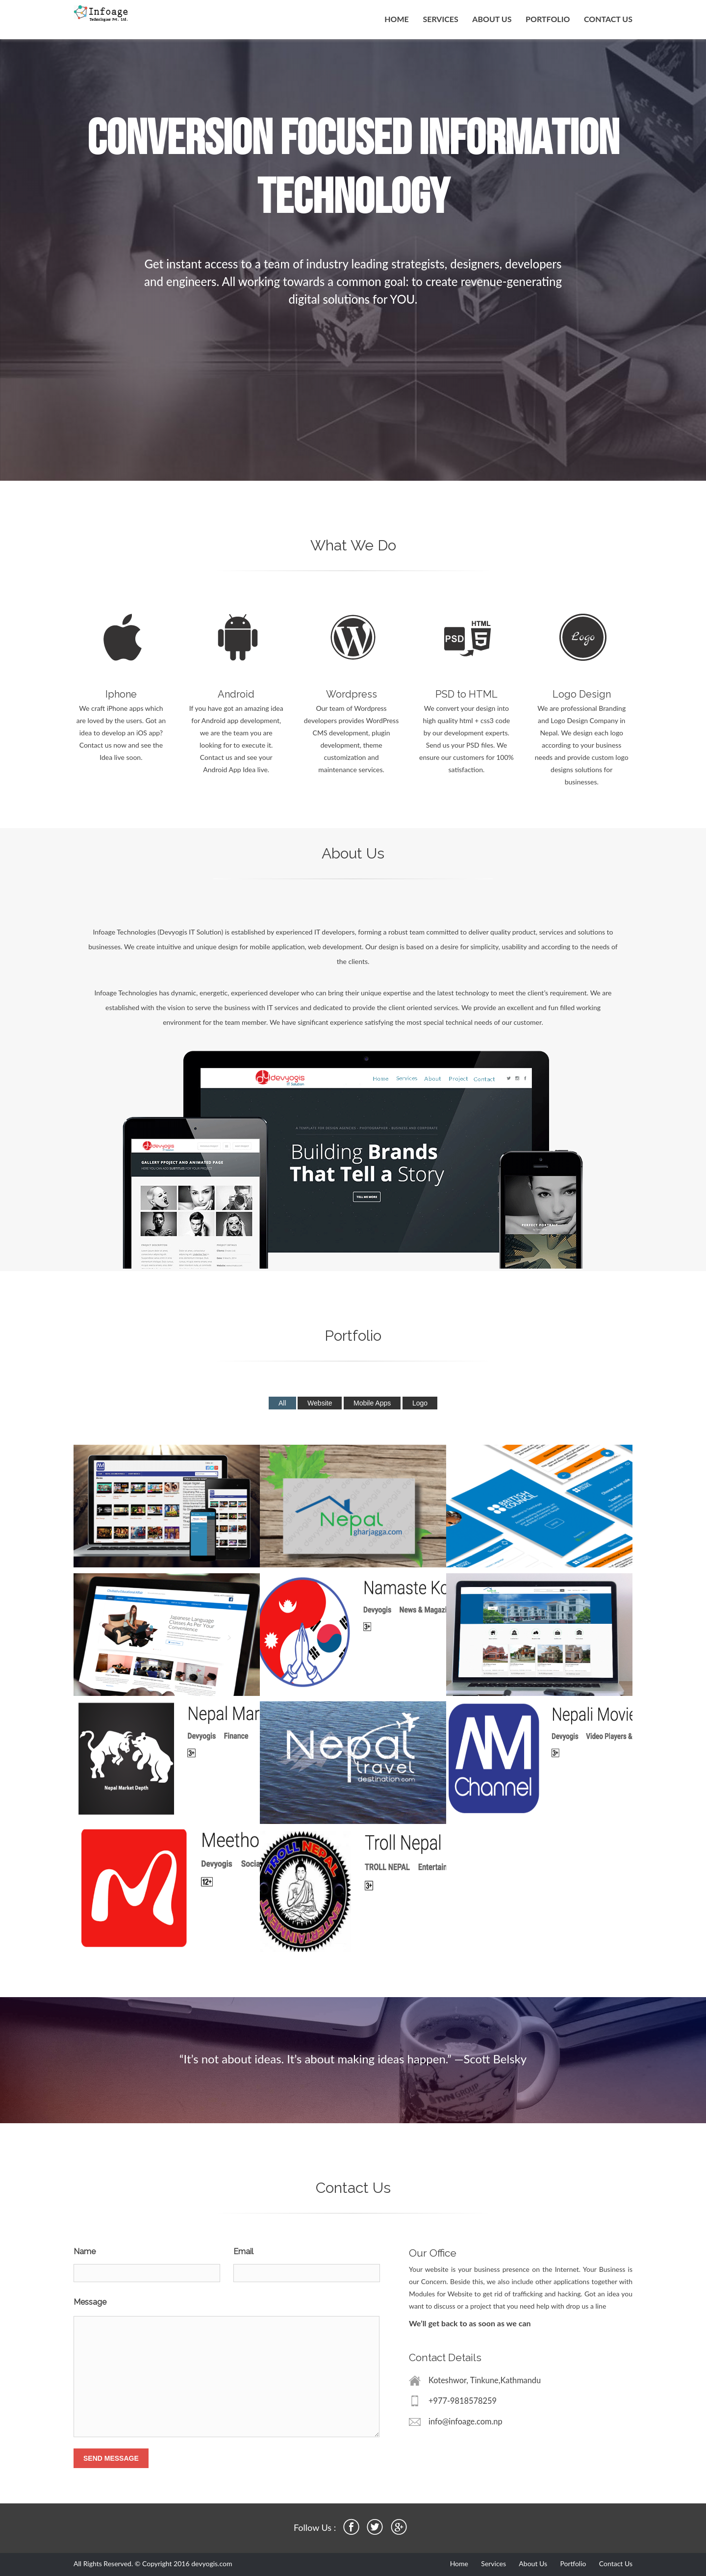 Infoage
Technologies Pvt. Ltd.
HOME SERVICES ABOUT US PORTFOLIO CONTACT US
CONVERSION FOCUSED INFORMATION
TECHNOLOGY
Get instant access to a team of industry leading strategists, designers, developers
and engineers. All working towards a common goal: to create revenue-generating
digital solutions for YOU.
What We Do
PSD HTML 5
Logo
Iphone
We craft iPhone apps which
are loved by the users. Got an
idea to develop an iOS app?
Contact us now and see the
Idea live soon.
Android
If you have got an amazing idea
for Android app development,
we are the team you are
looking for to execute it.
Contact us and see your
Android App Idea live.
Wordpress
Our team of Wordpress
developers provides WordPress
CMS development, plugin
development, theme
customization and
maintenance services.
PSD to HTML
We convert your design into
high quality html + css3 code
by our development experts.
Send us your PSD files. We
ensure our customers for 100%
satisfaction.
Logo Design
We are professional Branding
and Logo Design Company in
Nepal. We design each logo
according to your business
needs and provide custom logo
designs solutions for
businesses.
About Us
Infoage Technologies (Devyogis IT Solution) is established by experienced IT developers, forming a robust team committed to deliver quality product, services and solutions to
businesses. We create intuitive and unique design for mobile application, web development. Our design is based on a desire for simplicity, usability and according to the needs of
the clients.
Infoage Technologies has dynamic, energetic, experienced developer who can bring their unique expertise and the latest technology to meet the client's requirement. We are
established with the vision to serve the business with IT services and dedicated to provide the client oriented services. We provide an excellent and fun filled working
environment for the team member. We have significant experience satisfying the most special technical needs of our customer.
devyogis
Home Services About Project Contact
Building Brands
That Tell a Story
TELL ME MORE
devyogis
GALLERY PROJECT AND ANIMATED PAGE
PERFECT PORTRAIT
Portfolio
All Website Mobile Apps Logo
Nepal
gharjagga.com
BRITISH
COUNCIL
Japanese Language
Classes At Per Your
Convenience
Namaste Ko
Devyogis News & Magazi
3+
Nepal Market Depth
Nepal Mar
Devyogis Finance
3+
Nepal
travel
destination.com
AM
Channel
Nepali Movie
Devyogis Video Players &
3+
Meetho
Devyogis Socia
12+
TROLL NEPAL
ENTERTAINMENT
Troll Nepal
TROLL NEPAL Entertain
3+
“It’s not about ideas. It’s about making ideas happen.” —Scott Belsky
Contact Us
Name
Email
Message
SEND MESSAGE
Our Office
Your website is your business presence on the Internet. Your Business is
our Concern. Beside this, we also include other applications together with
Modules for Website to get rid of trafficking and hacking. Got an idea you
want to discuss or a project that you need help with drop us a line
We’ll get back to as soon as we can
Contact Details
Koteshwor, Tinkune,Kathmandu
+977-9818578259
info@infoage.com.np
Follow Us :
All Rights Reserved. © Copyright 2016 devyogis.com
Home Services About Us Portfolio Contact Us